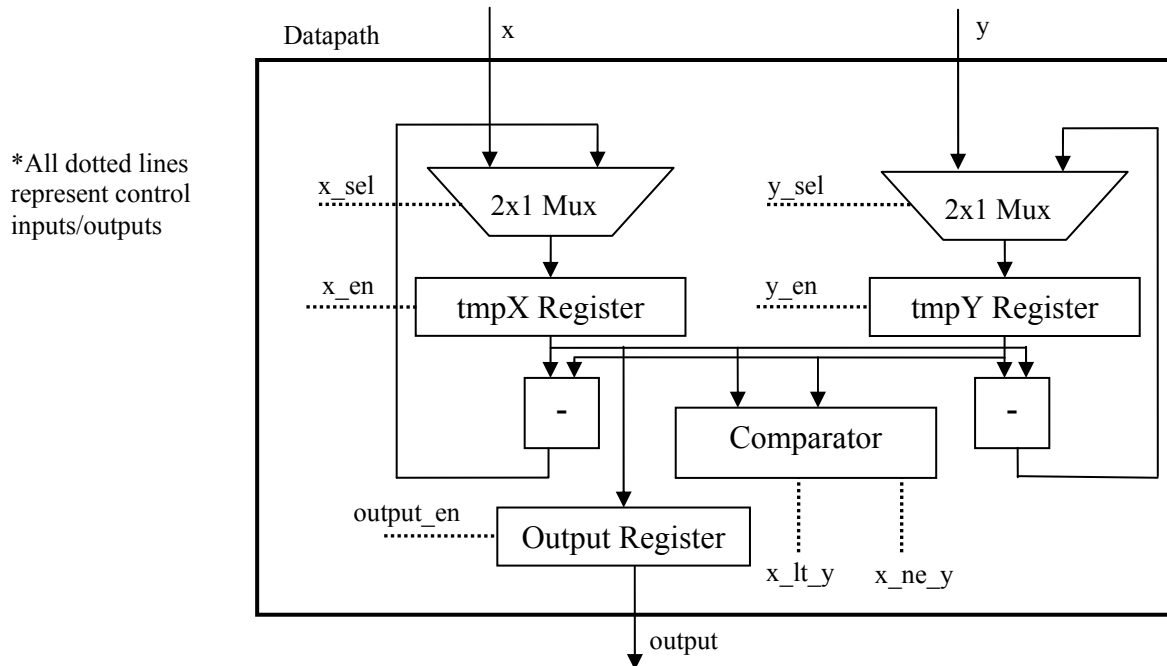 x
y
Datapath
*All dotted lines
represent control
inputs/outputs
x_sel
2x1 Mux
y_sel
2x1 Mux
x_en
tmpX Register
y_en
tmpY Register
-
-
Comparator
output_en
Output Register
x_lt_y
x_ne_y
output